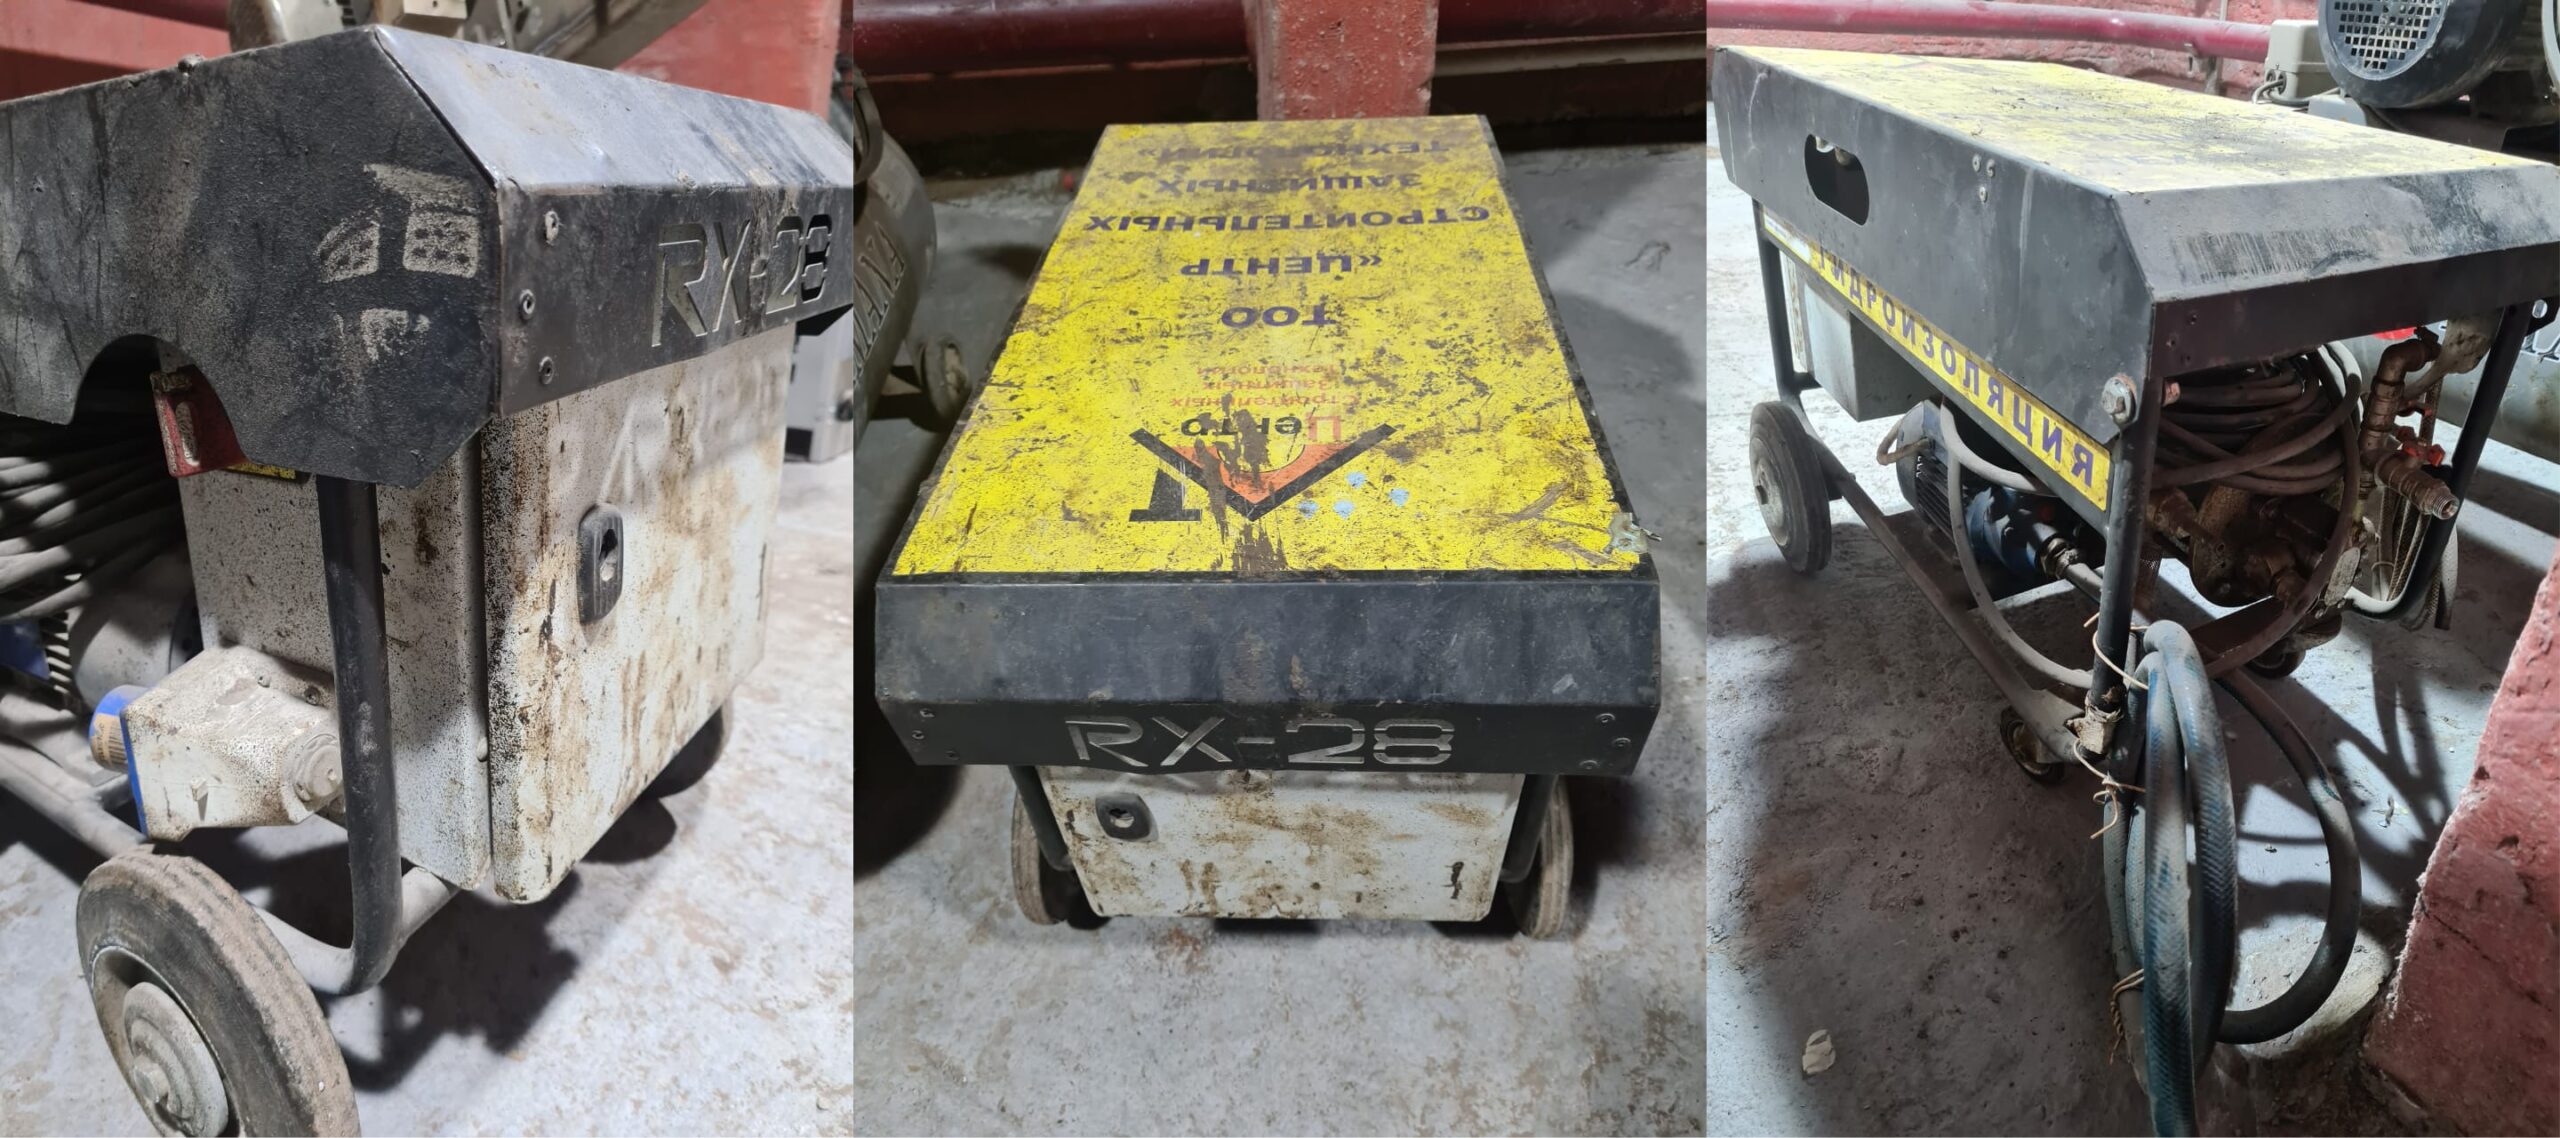 RX-28
Центр
Строительных
Защитных
Технологий
ТОО
«ЦЕНТР
СТРОИТЕЛЬНЫХ
ЗАЩИТНЫХ
ТЕХНОЛОГИЙ»
RX-28
ГИДРОИЗОЛЯЦИЯ